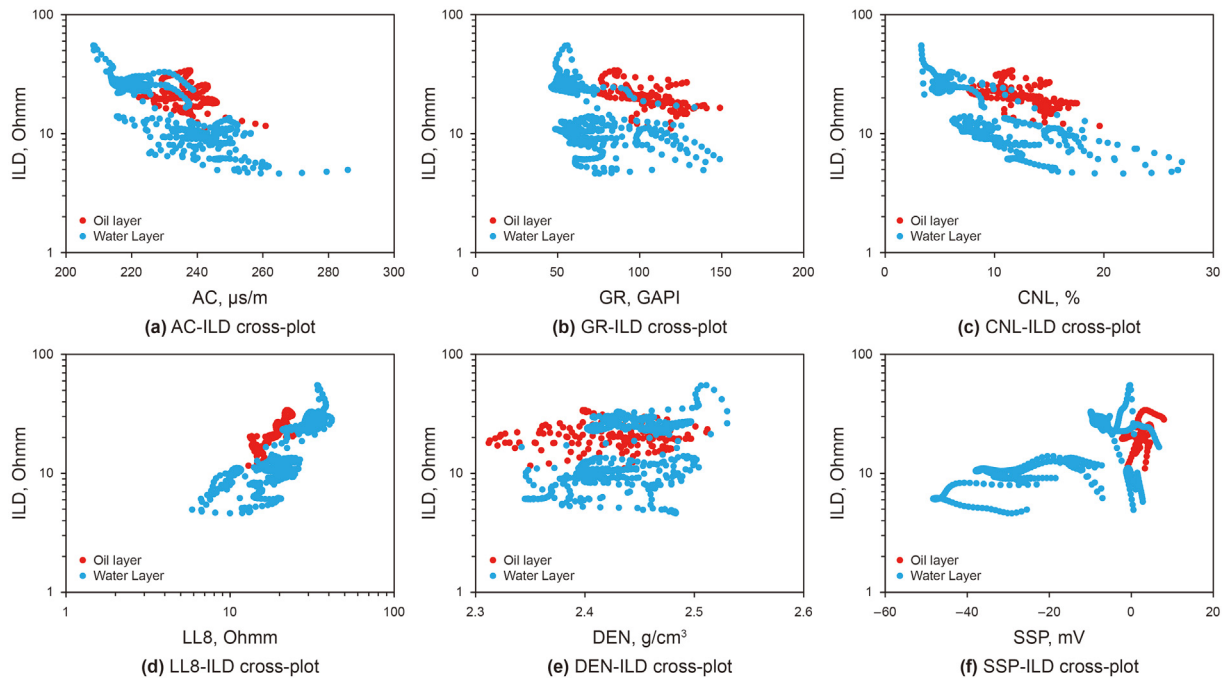 100
10
1
ILD, Ohmm
Oil layer
Water Layer
200 220 240 260 280 300
AC, μs/m
(a) AC-ILD cross-plot
100
10
1
ILD, Ohmm
Oil layer
Water Layer
0 50 100 150 200
GR, GAPI
(b) GR-ILD cross-plot
100
10
1
ILD, Ohmm
Oil layer
Water Layer
0 10 20 30
CNL, %
(c) CNL-ILD cross-plot
100
10
1
ILD, Ohmm
Oil layer
Water Layer
1 10 100
LL8, Ohmm
(d) LL8-ILD cross-plot
100
10
1
ILD, Ohmm
Oil layer
Water Layer
2.3 2.4 2.5 2.6
DEN, g/cm³
(e) DEN-ILD cross-plot
100
10
1
ILD, Ohmm
Oil layer
Water Layer
−60 −40 −20 0 20
SSP, mV
(f) SSP-ILD cross-plot